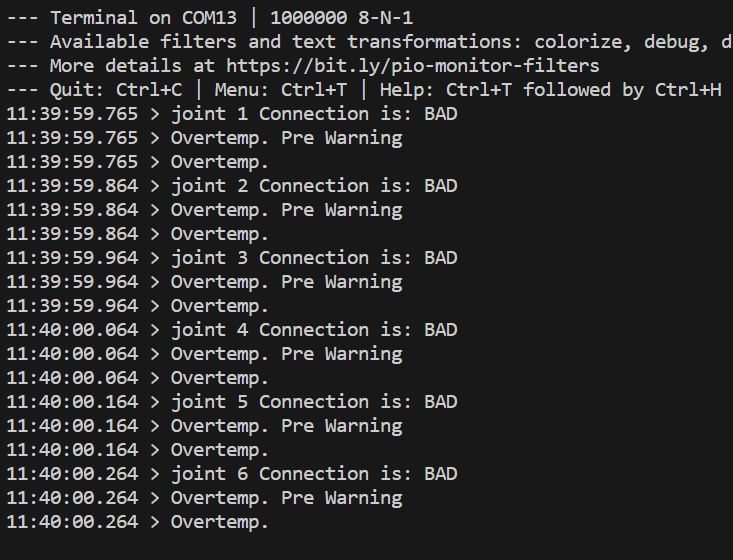 --- Terminal on COM13 | 1000000 8-N-1
--- Available filters and text transformations: colorize, debug, d
--- More details at https://bit.ly/pio-monitor-filters
--- Quit: Ctrl+C | Menu: Ctrl+T | Help: Ctrl+T followed by Ctrl+H
11:39:59.765 > joint 1 Connection is: BAD
11:39:59.765 > Overtemp. Pre Warning
11:39:59.765 > Overtemp.
11:39:59.864 > joint 2 Connection is: BAD
11:39:59.864 > Overtemp. Pre Warning
11:39:59.864 > Overtemp.
11:39:59.964 > joint 3 Connection is: BAD
11:39:59.964 > Overtemp. Pre Warning
11:39:59.964 > Overtemp.
11:40:00.064 > joint 4 Connection is: BAD
11:40:00.064 > Overtemp. Pre Warning
11:40:00.064 > Overtemp.
11:40:00.164 > joint 5 Connection is: BAD
11:40:00.164 > Overtemp. Pre Warning
11:40:00.164 > Overtemp.
11:40:00.264 > joint 6 Connection is: BAD
11:40:00.264 > Overtemp. Pre Warning
11:40:00.264 > Overtemp.